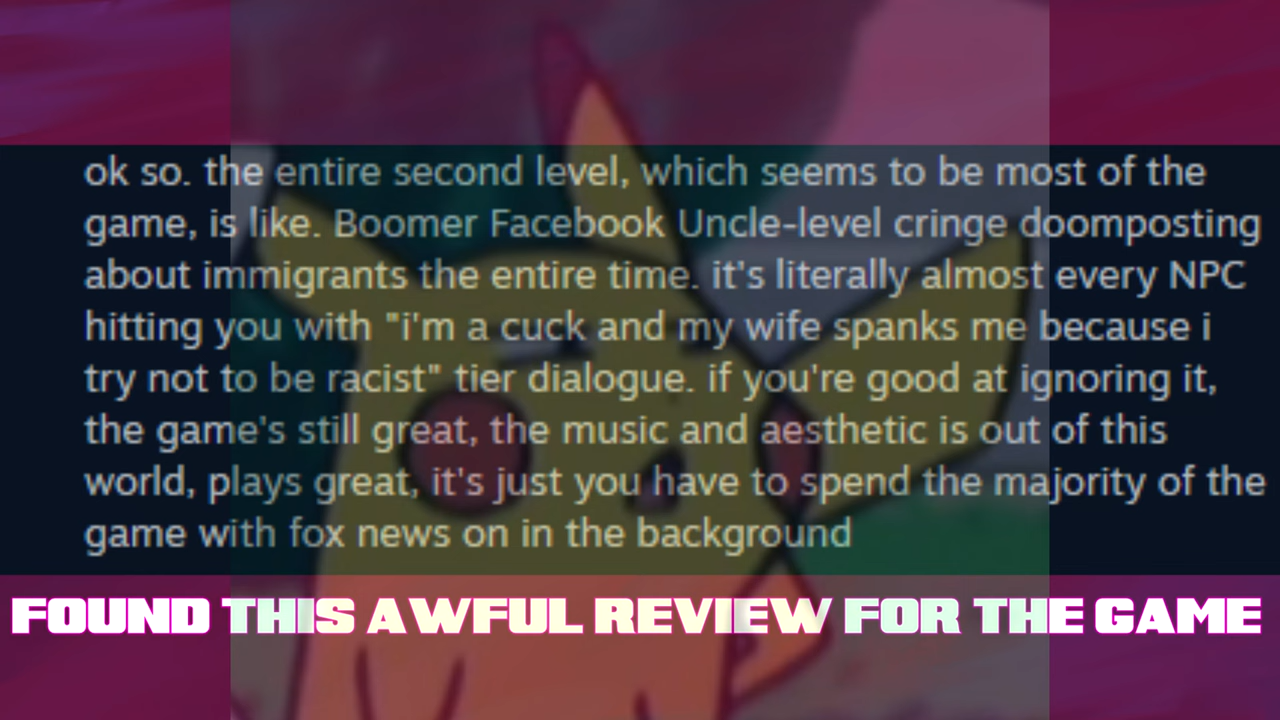 ok so. the entire second level, which seems to be most of the
game, is like. Boomer Facebook Uncle-level cringe doomposting
about immigrants the entire time. it's literally almost every NPC
hitting you with "i'm a cuck and my wife spanks me because i
try not to be racist" tier dialogue. if you're good at ignoring it,
the game's still great, the music and aesthetic is out of this
world, plays great, it's just you have to spend the majority of the
game with fox news on in the background
FOUND THIS AWFUL REVIEW FOR THE GAME